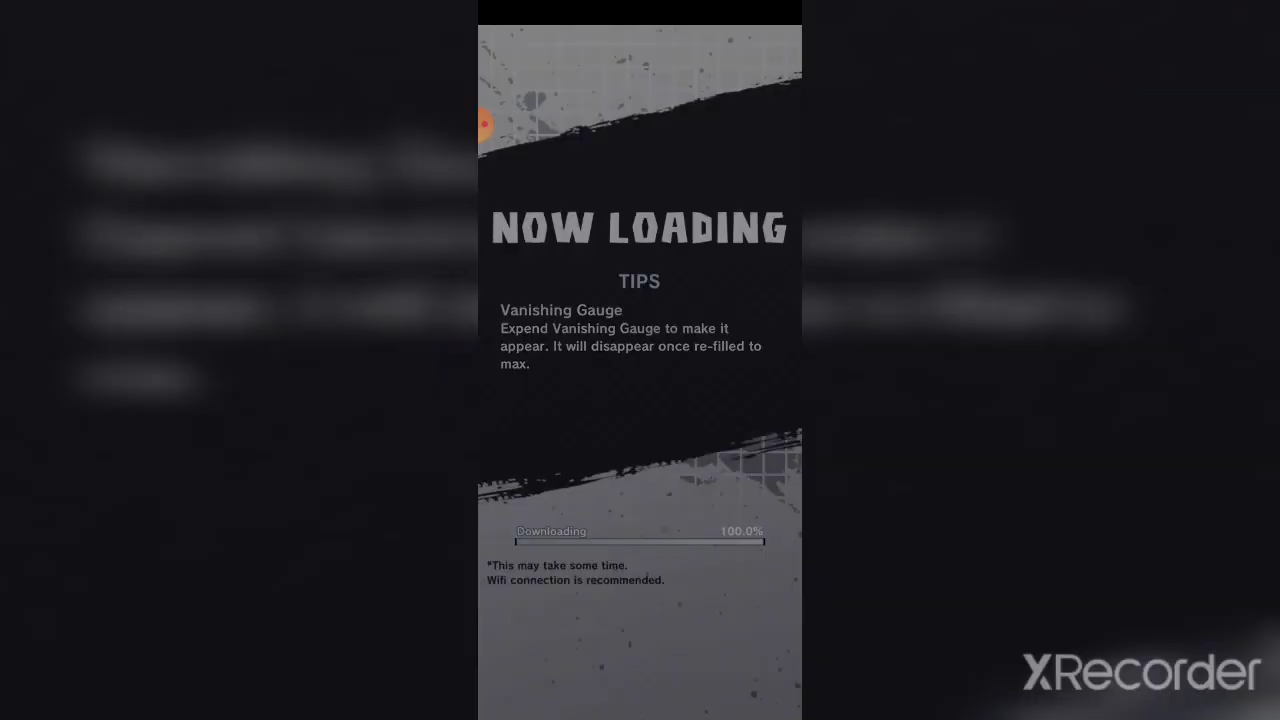 NOW LOADING
TIPS
Vanishing Gauge
Expend Vanishing Gauge to make it
appear. It will disappear once re-filled to
max.
Downloading 100.0%
*This may take some time.
Wifi connection is recommended.
XRecorder